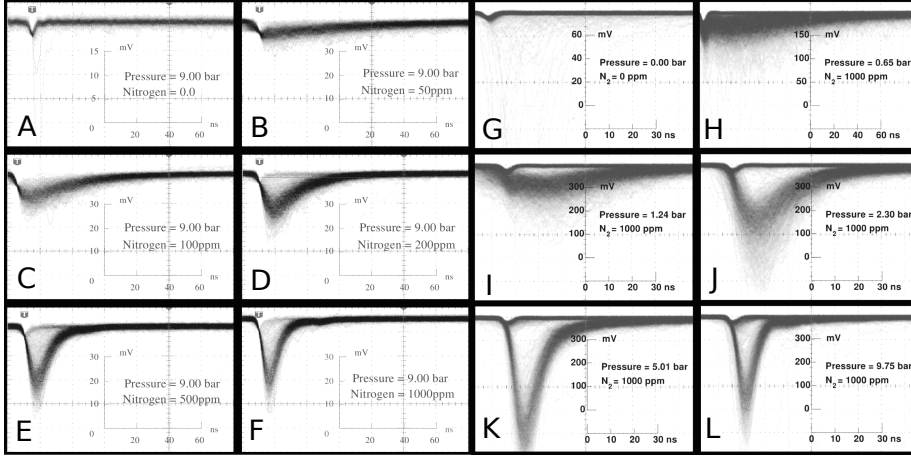 T
mV
15
10
Pressure = 9.00 bar
Nitrogen = 0.0
5
A
0
0 20 40 60 ns
T
mV
30
20
Pressure = 9.00 bar
Nitrogen = 50ppm
10
B
0
0 20 40 60 ns
60 mV
40
Pressure = 0.00 bar
N2 = 0 ppm
20
0
G
0 10 20 30 ns
150 mV
100
Pressure = 0.65 bar
N2 = 1000 ppm
50
0
H
0 20 40 60 ns
T
mV
30
20
Pressure = 9.00 bar
Nitrogen = 100ppm
10
C
0
0 20 40 60 ns
T
mV
30
20
Pressure = 9.00 bar
Nitrogen = 200ppm
10
D
0
0 20 40 60 ns
mV
300
200
Pressure = 1.24 bar
N2 = 1000 ppm
100
0
I
0 10 20 30 ns
mV
300
200
Pressure = 2.30 bar
N2 = 1000 ppm
100
0
J
0 10 20 30 ns
T
mV
30
20
Pressure = 9.00 bar
Nitrogen = 500ppm
10
E
0
0 20 40 60 ns
T
mV
30
20
Pressure = 9.00 bar
Nitrogen = 1000ppm
10
F
0
0 20 40 60 ns
mV
300
200
Pressure = 5.01 bar
N2 = 1000 ppm
100
0
K
0 10 20 30 ns
mV
300
200
Pressure = 9.75 bar
N2 = 1000 ppm
100
0
L
0 10 20 30 ns